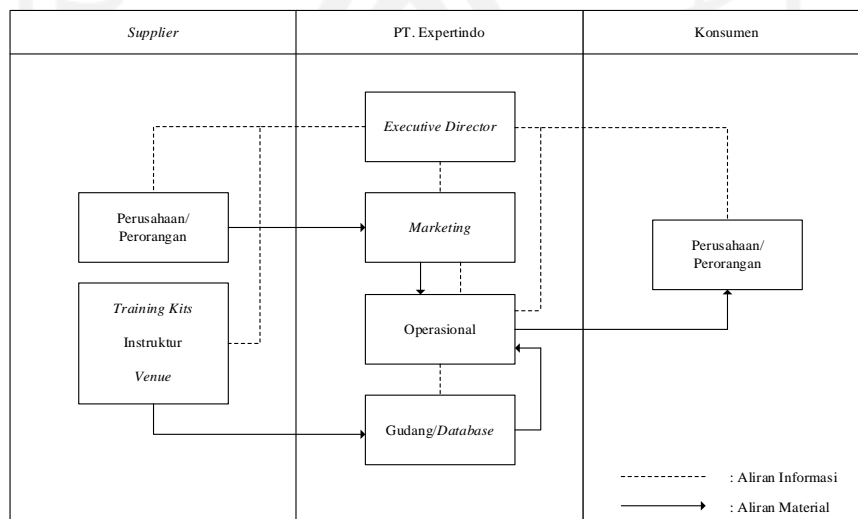 Supplier
PT. Expertindo
Konsumen
Executive Director
Perusahaan/
Perorangan
Marketing
Perusahaan/
Perorangan
Training Kits
Instruktur
Venue
Operasional
Gudang/Database
: Aliran Informasi
: Aliran Material